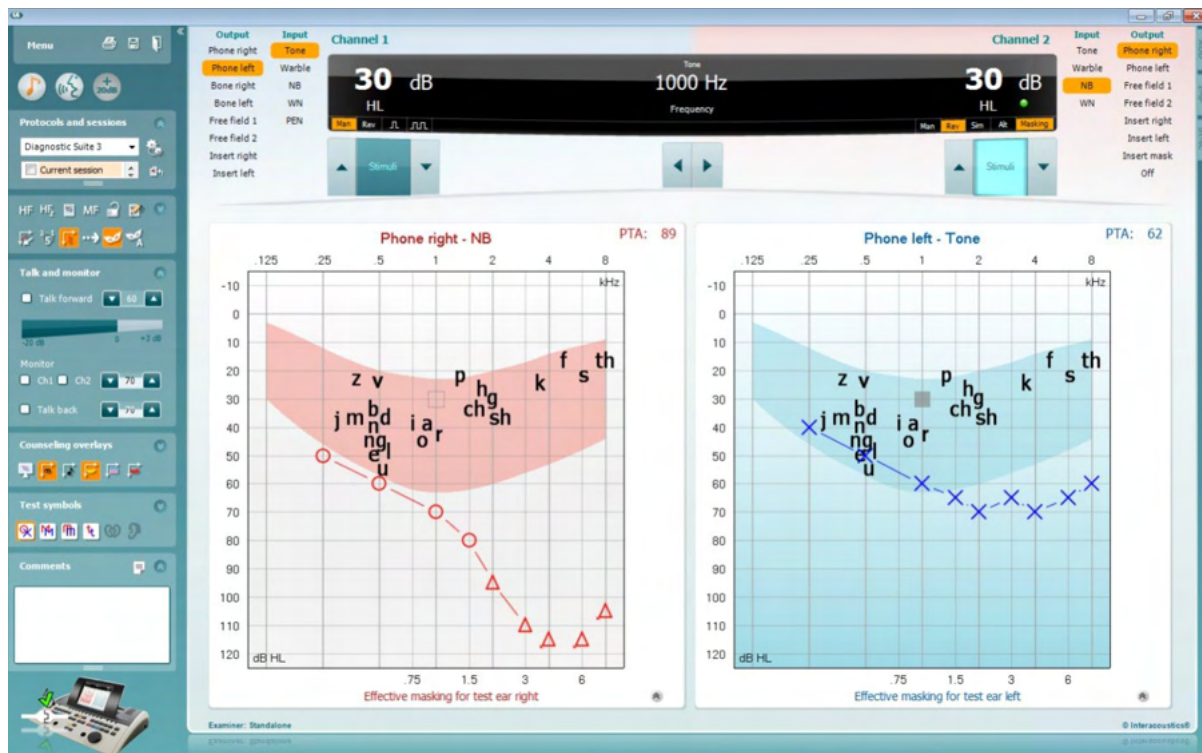 Menu
+
20dB
Protocols and sessions
Diagnostic Suite 3
Current session
HF HF₂ MF
Talk and monitor
Talk forward 60
-20 dB 0 +3 dB
Monitor
Ch1 Ch2 70
Talk back 70
Counseling overlays
Test symbols
Comments
Output Input
Phone right Tone
Phone left Warble
Bone right NB
Bone left WN
Free field 1 PEN
Free field 2
Insert right
Insert left
Channel 1
Channel 2
30 dB
HL
Man Rev
Tone
1000 Hz
Frequency
30 dB
HL
Man Rev Sim Alt Masking
Stimuli
Stimuli
Input Output
Tone Phone right
Warble Phone left
NB Free field 1
WN Free field 2
Insert right
Insert left
Insert mask
Off
Phone right - NB
PTA: 89
.125 .25 .5 1 2 4 8
kHz
-10
0
10
20
30
40
50
60
70
80
90
100
110
120
z v p h g k f s th
j m b d n ng e l u i a o r ch sh
dB HL
.75 1.5 3 6
Effective masking for test ear right
Phone left - Tone
PTA: 62
.125 .25 .5 1 2 4 8
kHz
-10
0
10
20
30
40
50
60
70
80
90
100
110
120
z v p h g k f s th
j m b d n ng e l u i a o r ch sh
dB HL
.75 1.5 3 6
Effective masking for test ear left
Examiner: Standalone
© Interacoustics®